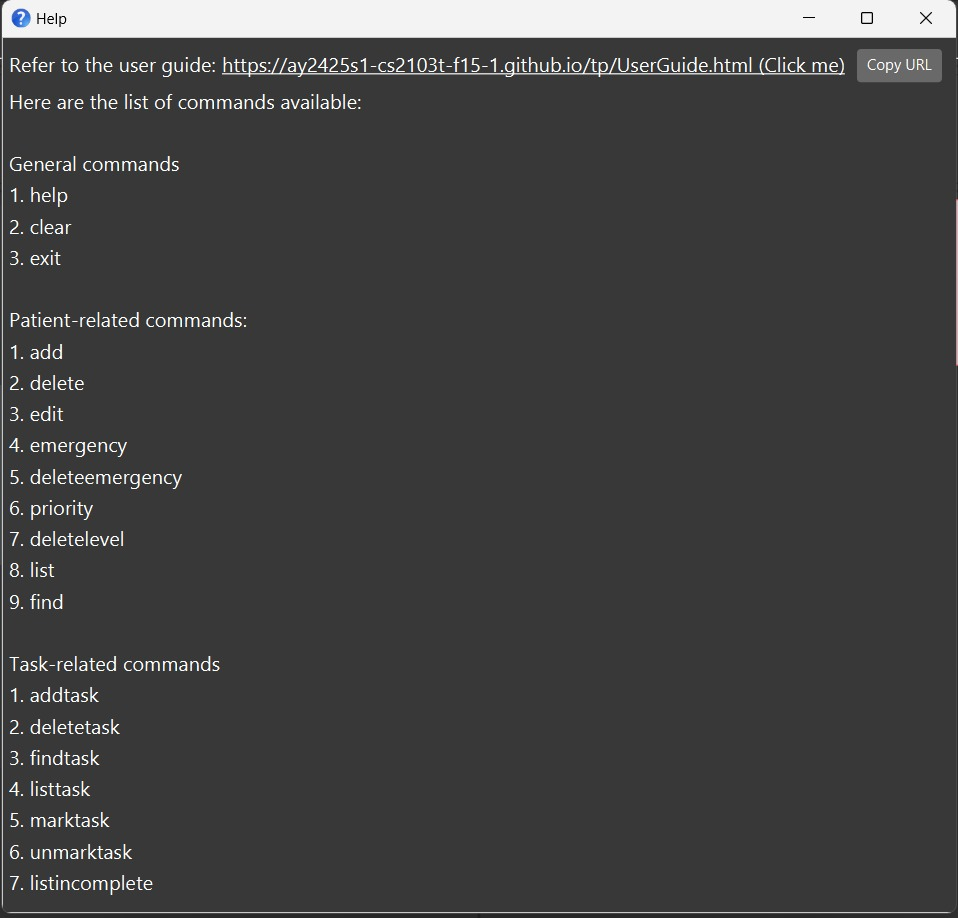 Help
Refer to the user guide: https://ay2425s1-cs2103t-f15-1.github.io/tp/UserGuide.html (Click me) Copy URL
Here are the list of commands available:
General commands
1. help
2. clear
3. exit
Patient-related commands:
1. add
2. delete
3. edit
4. emergency
5. deleteemergency
6. priority
7. deletelevel
8. list
9. find
Task-related commands
1. addtask
2. deletetask
3. findtask
4. listtask
5. marktask
6. unmarktask
7. listincomplete